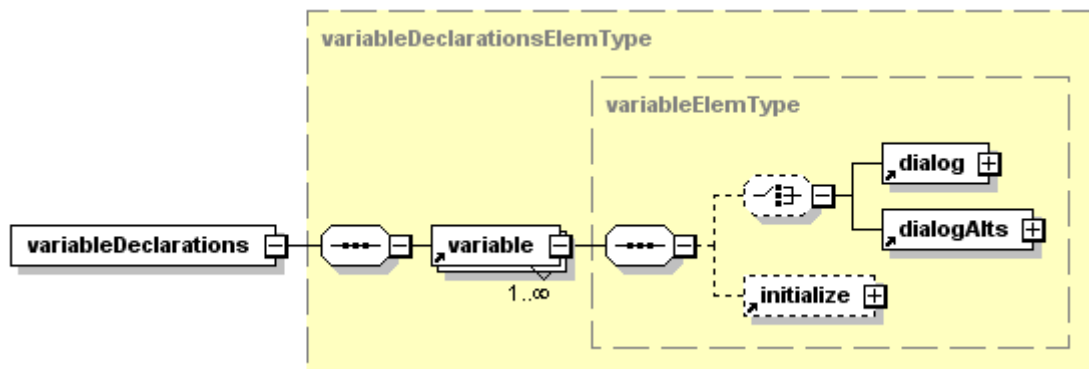 variableDeclarationsElemType
variableElemType
dialog
variableDeclarations
variable
dialogAlts
1..∞
initialize